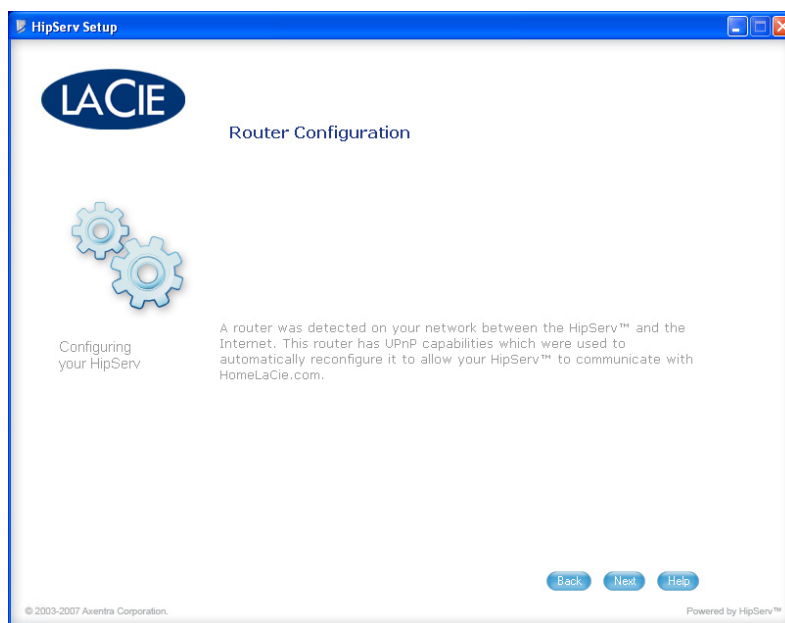 HipServ Setup
LACIE
Router Configuration
Configuring
your HipServ
A router was detected on your network between the HipServ™ and the
Internet. This router has UPnP capabilities which were used to
automatically reconfigure it to allow your HipServ™ to communicate with
HomeLaCie.com.
Back Next Help
© 2003-2007 Axentra Corporation.
Powered by HipServ™